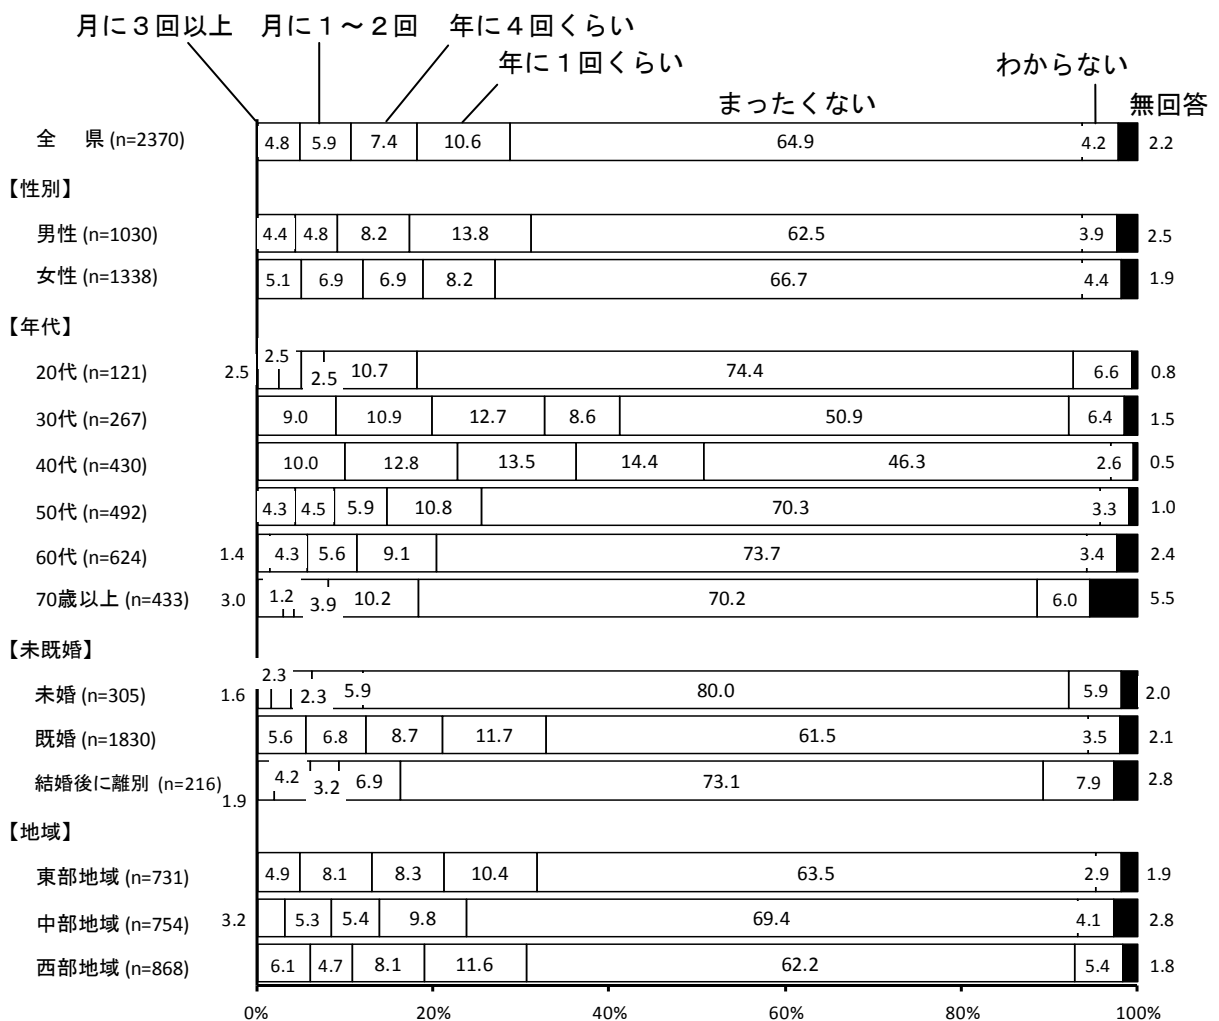 月に３回以上 月に１～２回 年に４回くらい
年に１回くらい わからない
まったくない 無回答
全 県 (n=2370) 4.8 5.9 7.4 10.6 64.9 4.2 2.2
【性別】
男性 (n=1030) 4.4 4.8 8.2 13.8 62.5 3.9 2.5
女性 (n=1338) 5.1 6.9 6.9 8.2 66.7 4.4 1.9
【年代】
20代 (n=121) 2.5 2.5 2.5 10.7 74.4 6.6 0.8
30代 (n=267) 9.0 10.9 12.7 8.6 50.9 6.4 1.5
40代 (n=430) 10.0 12.8 13.5 14.4 46.3 2.6 0.5
50代 (n=492) 4.3 4.5 5.9 10.8 70.3 3.3 1.0
60代 (n=624) 1.4 4.3 5.6 9.1 73.7 3.4 2.4
70歳以上 (n=433) 3.0 1.2 3.9 10.2 70.2 6.0 5.5
【未既婚】
未婚 (n=305) 1.6 2.3 2.3 5.9 80.0 5.9 2.0
既婚 (n=1830) 5.6 6.8 8.7 11.7 61.5 3.5 2.1
結婚後に離別 (n=216) 1.9 4.2 3.2 6.9 73.1 7.9 2.8
【地域】
東部地域 (n=731) 4.9 8.1 8.3 10.4 63.5 2.9 1.9
中部地域 (n=754) 3.2 5.3 5.4 9.8 69.4 4.1 2.8
西部地域 (n=868) 6.1 4.7 8.1 11.6 62.2 5.4 1.8
0% 20% 40% 60% 80% 100%